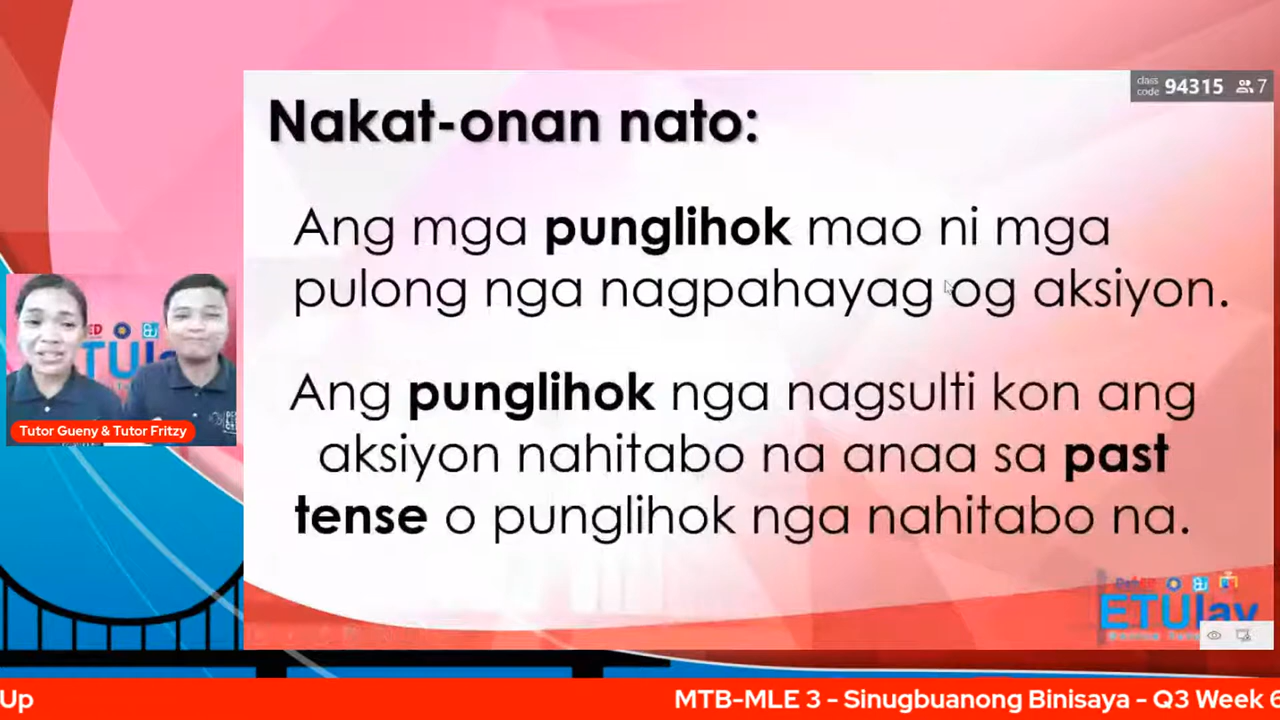 class code 94315 7
Nakat-onan nato:
Ang mga punglihok mao ni mga
pulong nga nagpahayag og aksiyon.
Ang punglihok nga nagsulti kon ang
aksiyon nahitabo na anaa sa past
tense o punglihok nga nahitabo na.
Tutor Gueny & Tutor Fritzy
ETUlay
Up
MTB-MLE 3 - Sinugbuanong Binisaya - Q3 Week 6